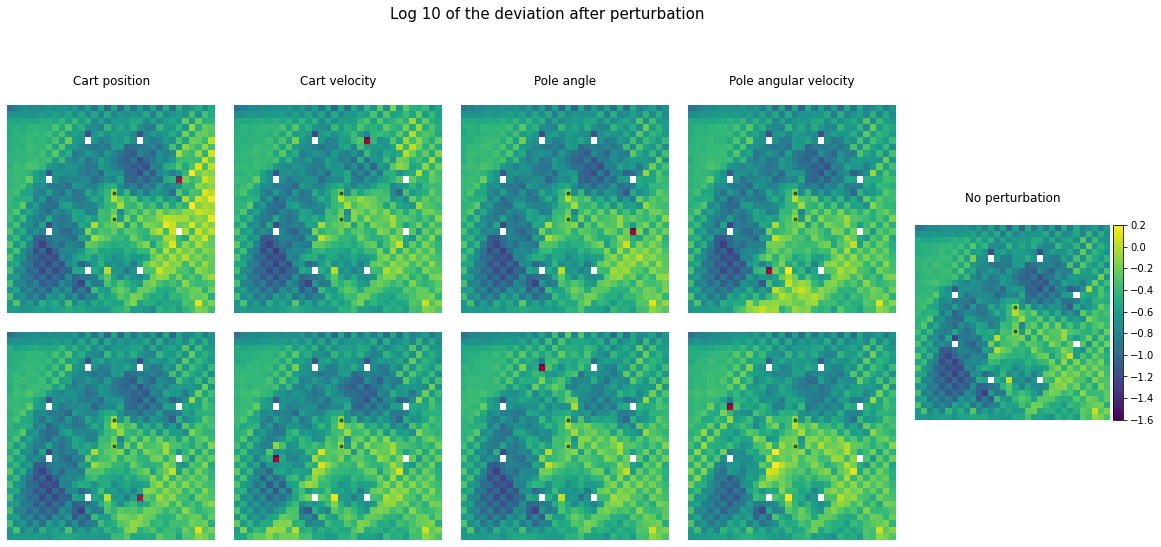 Log 10 of the deviation after perturbation
Cart position
Cart velocity
Pole angle
Pole angular velocity
No perturbation
0.2
0.0
−0.2
−0.4
−0.6
−0.8
−1.0
−1.2
−1.4
−1.6